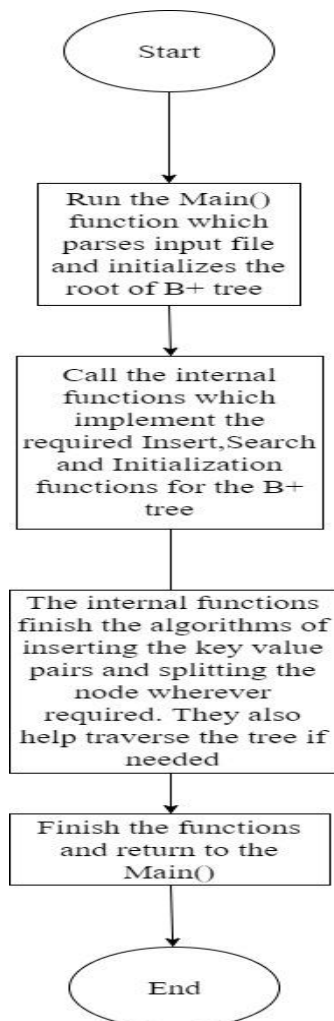 Start
Run the Main()
function which
parses input file
and initializes the
root of B+ tree
Call the internal
functions which
implement the
required Insert,Search
and Initialization
functions for the B+
tree
The internal functions
finish the algorithms of
inserting the key value
pairs and splitting the
node wherever
required. They also
help traverse the tree if
needed
Finish the functions
and return to the
Main()
End